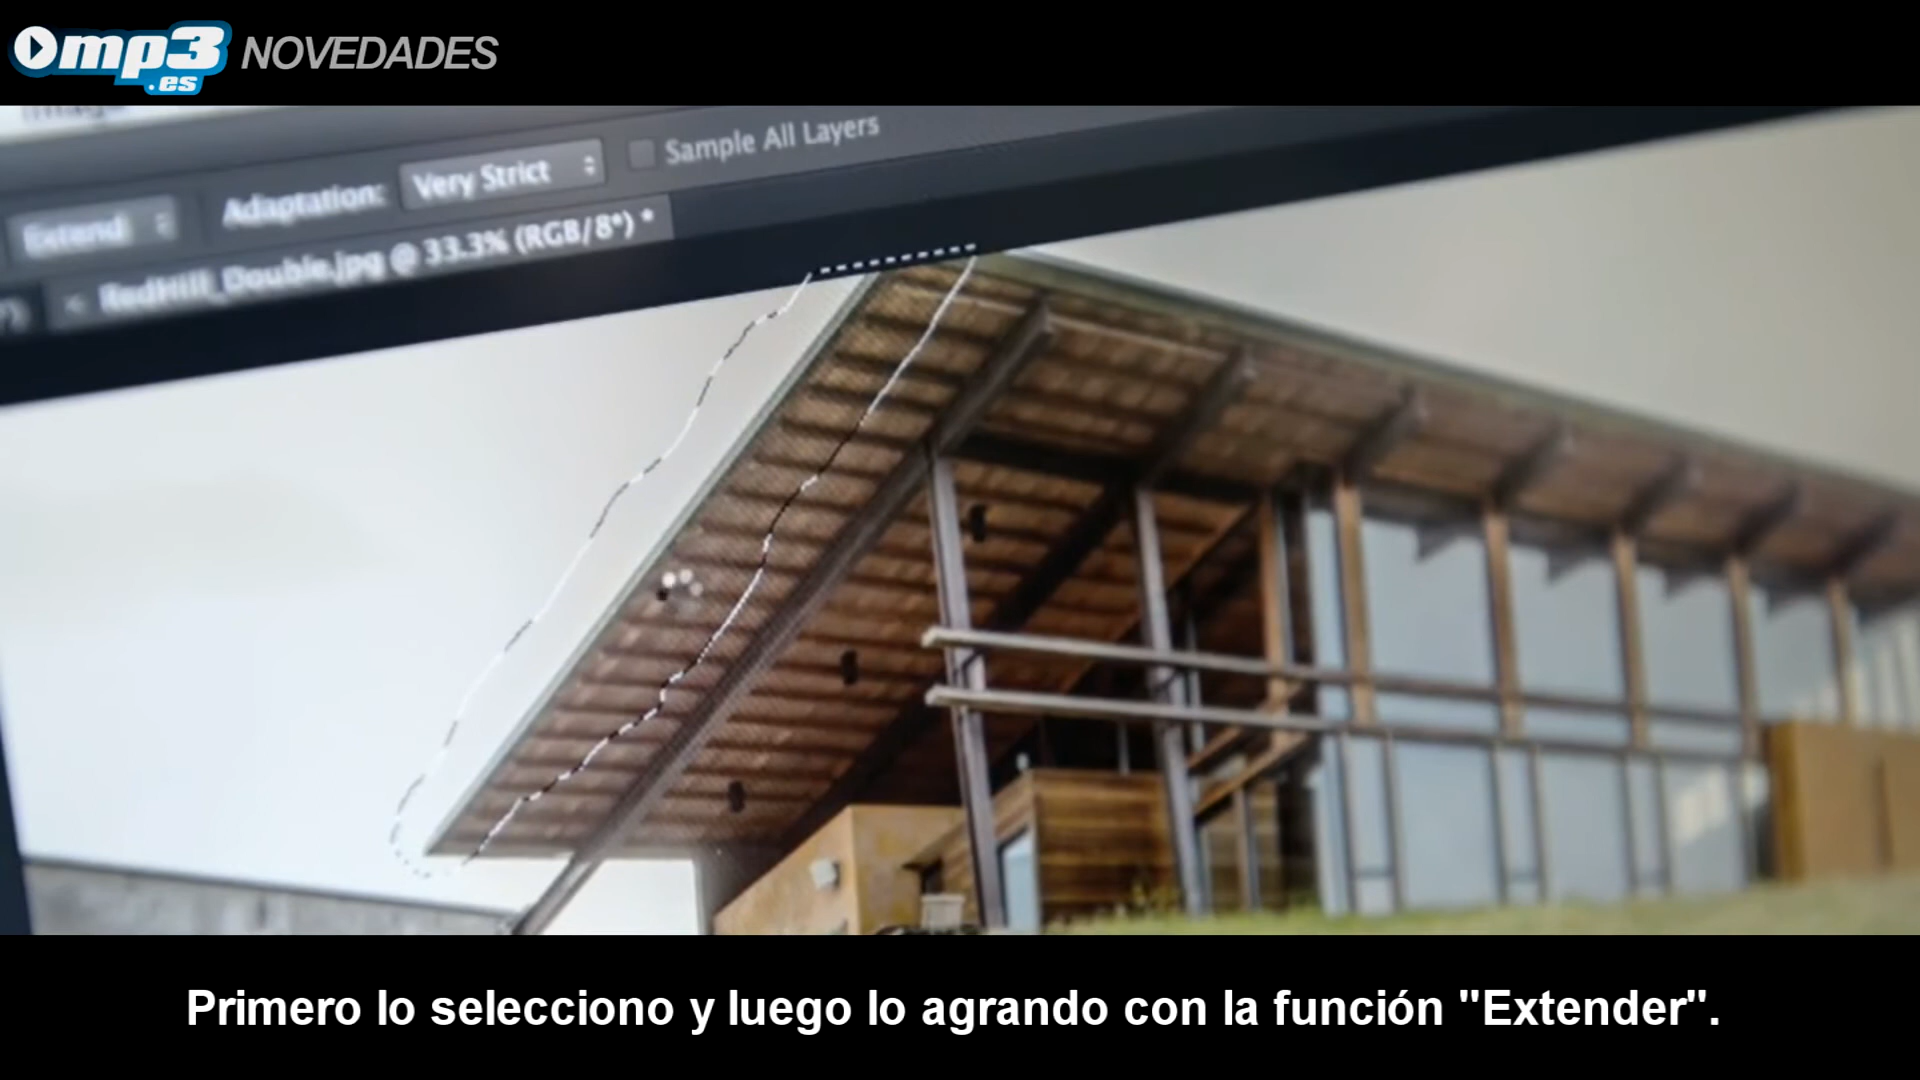 mp3 NOVEDADES
.es
Image
Sample All Layers
Extend Adaptation: Very Strict
RedHill_Double.jpg @ 33.3% (RGB/8*) *
Primero lo selecciono y luego lo agrando con la función "Extender".